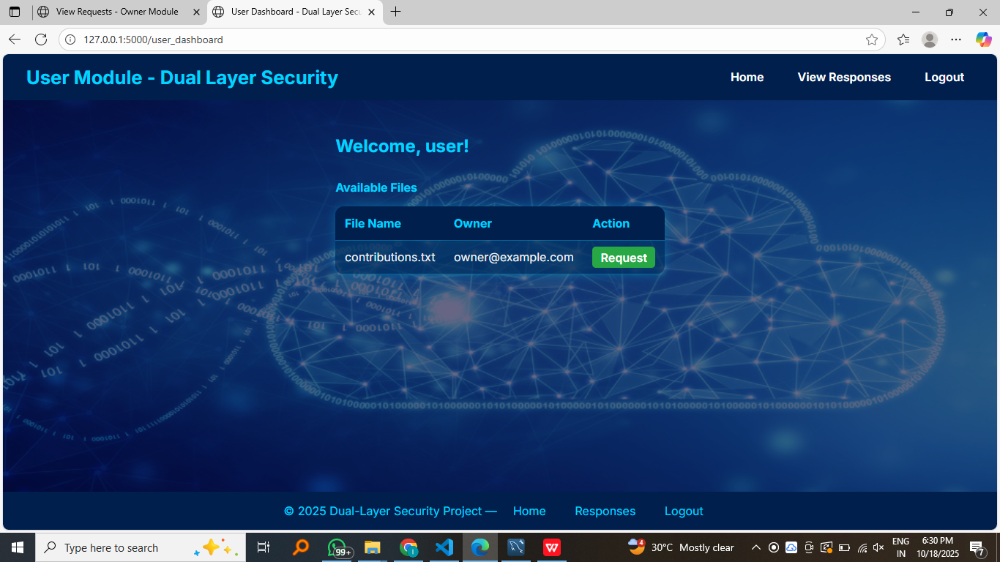 View Requests - Owner Module
User Dashboard - Dual Layer Secu
127.0.0.1:5000/user_dashboard
User Module - Dual Layer Security
Home
View Responses
Logout
Welcome, user!
Available Files
File Name Owner Action
contributions.txt owner@example.com Request
© 2025 Dual-Layer Security Project — Home Responses Logout
Type here to search
99+
4
30°C Mostly clear
ENG
IN
6:30 PM
10/18/2025
7